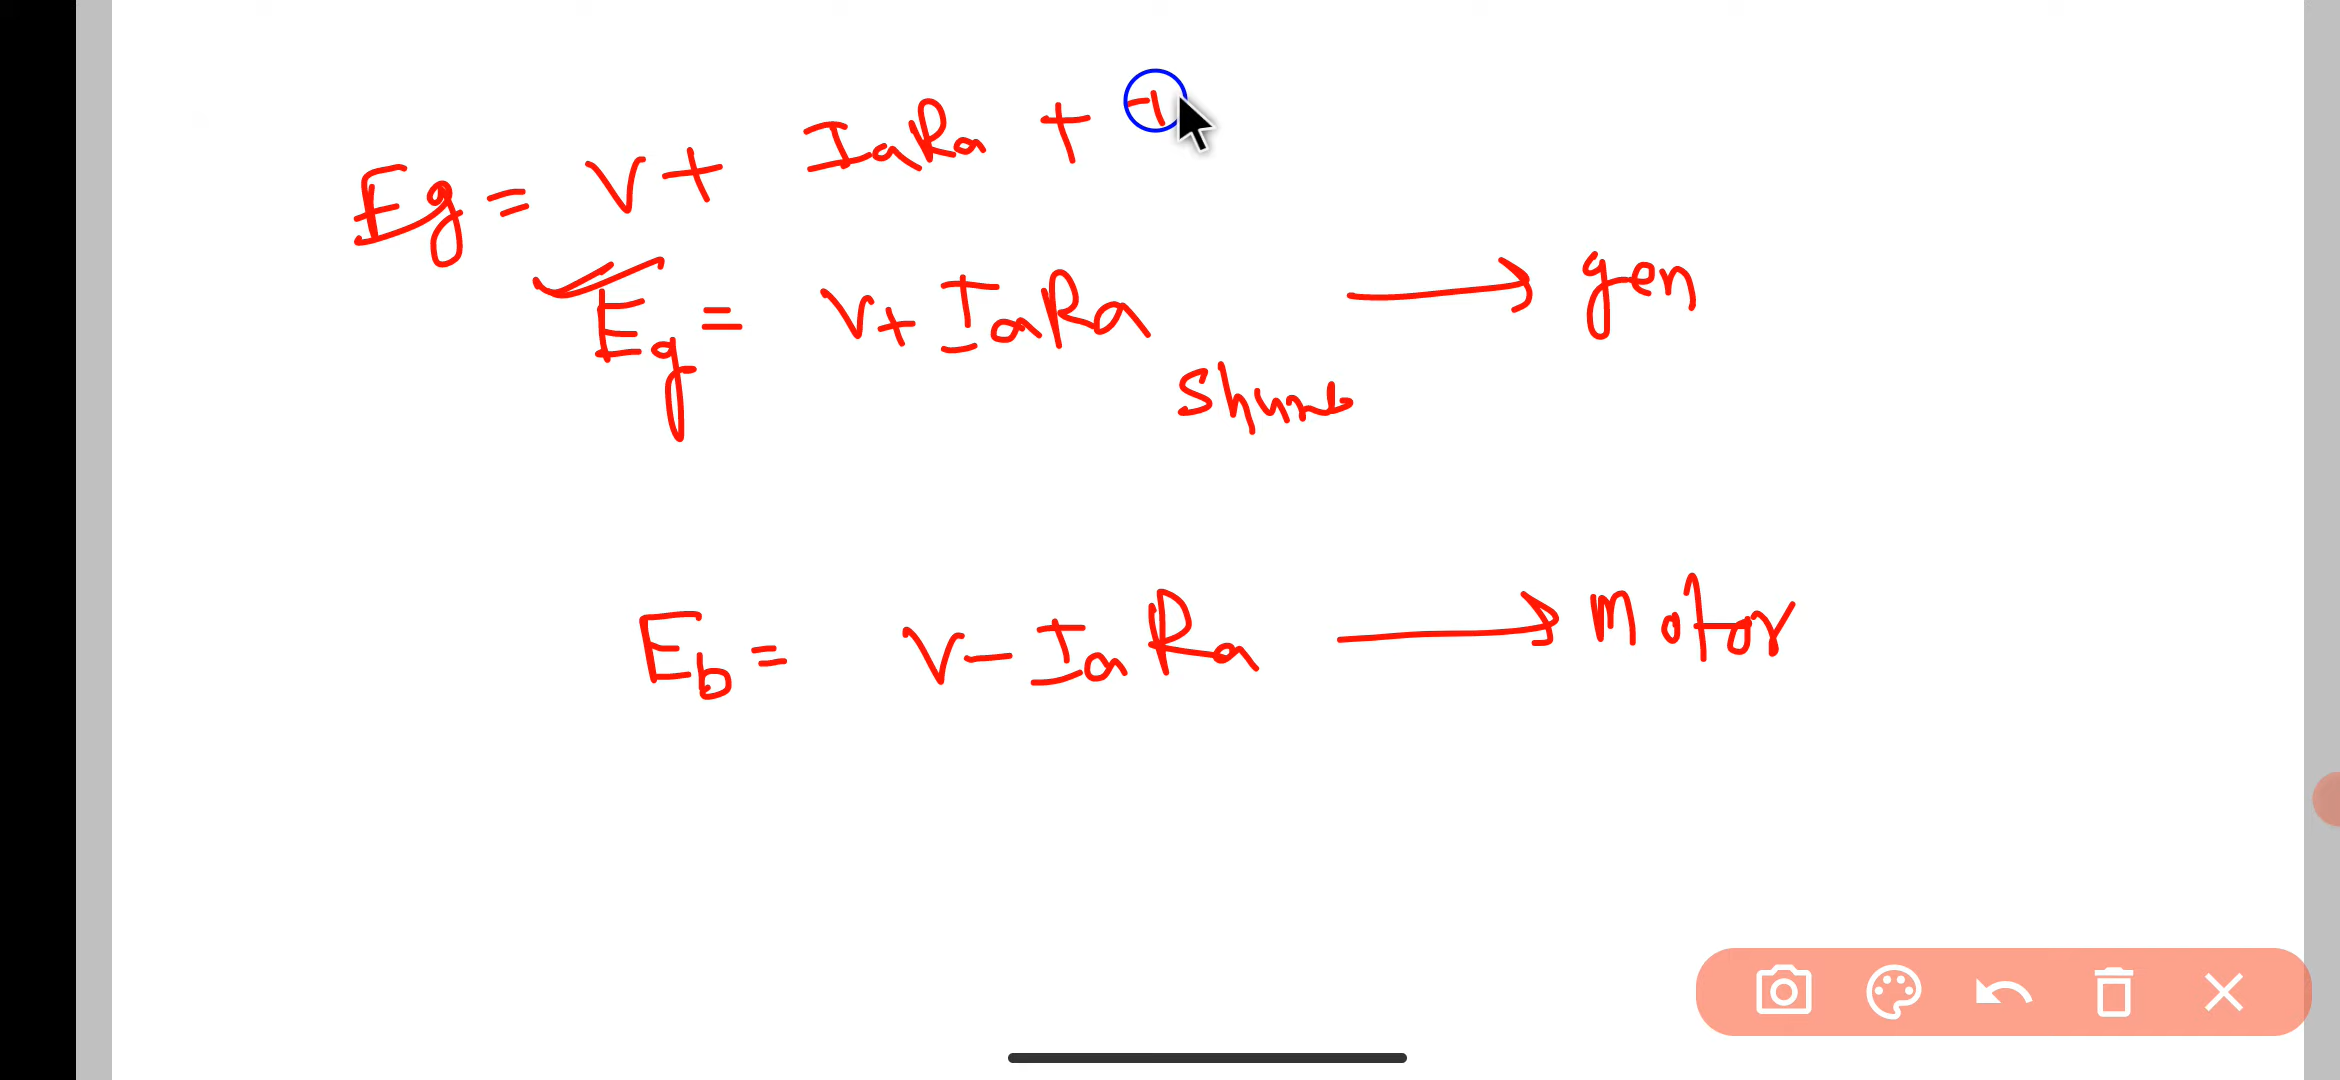 Eg = V + IaRa +
Eg = V + IaRa → gen
Shunt
Eb = V - IaRa → Motor